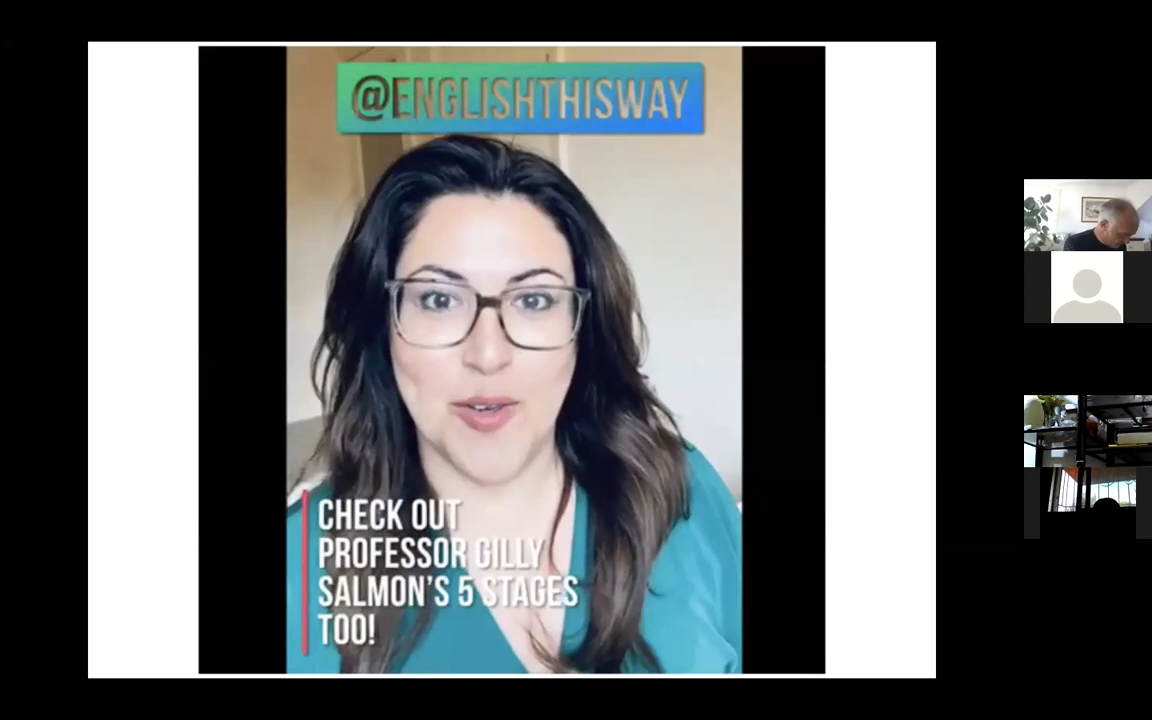 @ENGLISHTHISWAY
CHECK OUT
PROFESSOR GILLY
SALMON'S 5 STAGES
TOO!